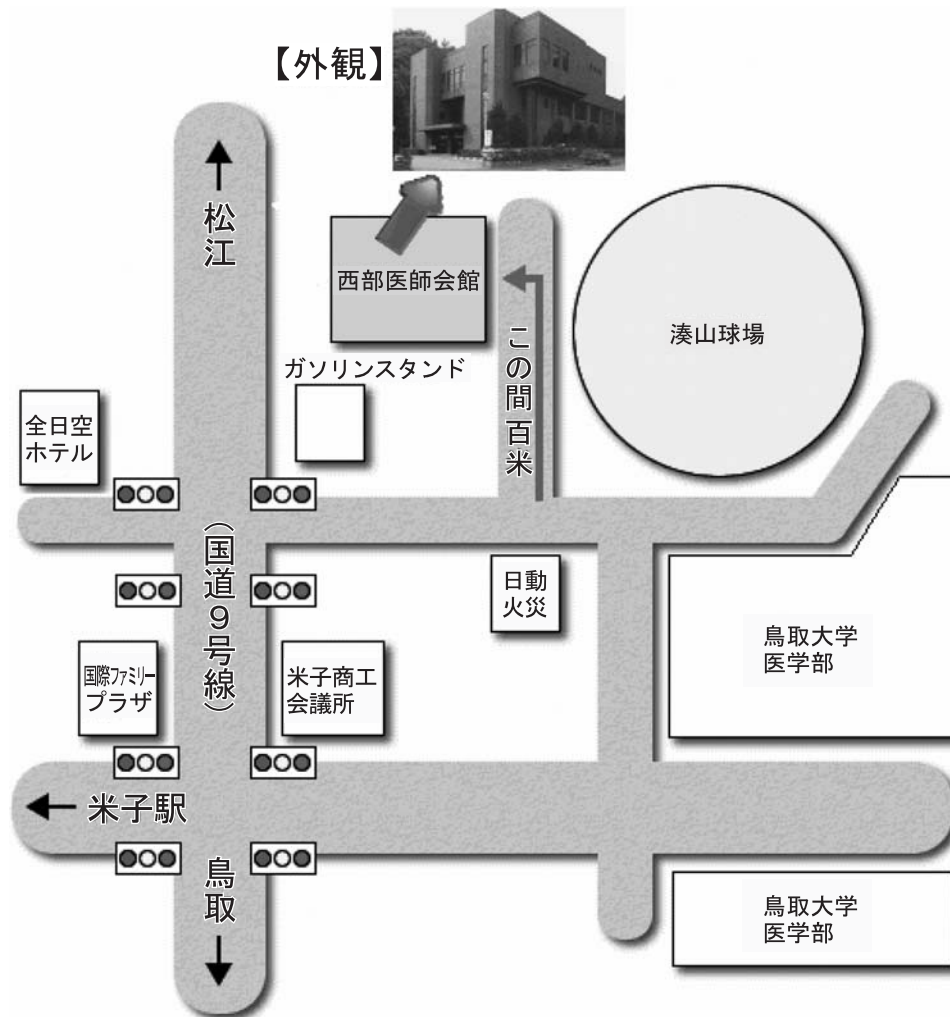 【外観】
松江
西部医師会館
湊山球場
この間百米
ガソリンスタンド
全日空
ホテル
(国道9号線)
日動
火災
鳥取大学
医学部
国際ファミリー
プラザ
米子商工
会議所
米子駅
鳥取
鳥取大学
医学部